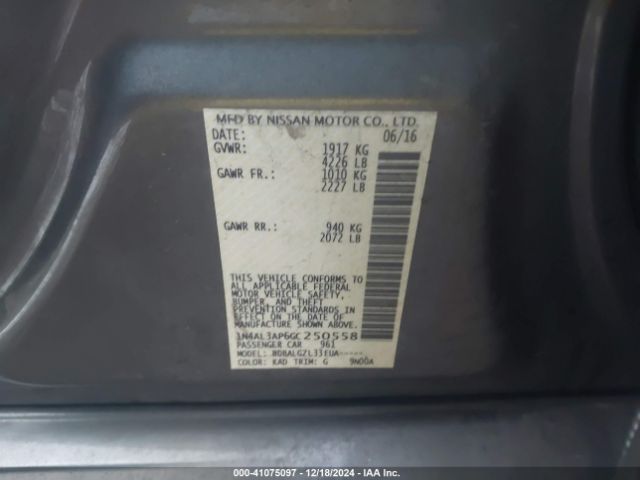 MFD BY NISSAN MOTOR CO., LTD.
DATE: 06/16
GVWR: 1917 KG
4226 LB
GAWR FR.: 1010 KG
2227 LB
GAWR RR.: 940 KG
2072 LB
THIS VEHICLE CONFORMS TO
ALL APPLICABLE FEDERAL
MOTOR VEHICLE SAFETY,
BUMPER, AND THEFT
PREVENTION STANDARDS IN
EFFECT ON THE DATE OF
MANUFACTURE SHOWN ABOVE.
1N4AL3AP6GC250558
PASSENGER CAR 961
MODEL: BDBALGZL33EUA-----
COLOR: KAD TRIM: G 9N00A
000-41075097 - 12/18/2024 - IAA Inc.